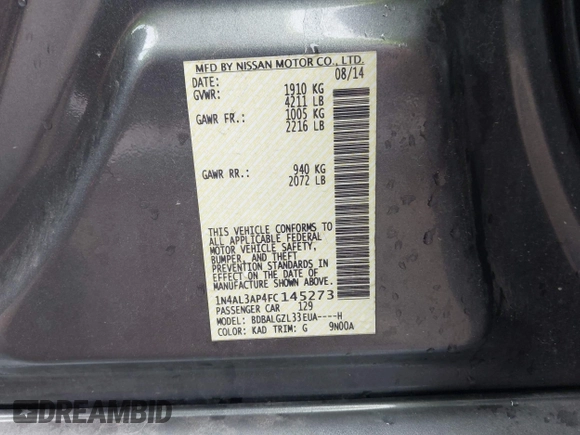 MFD BY NISSAN MOTOR CO., LTD.
DATE: 08/14
GVWR: 1910 KG
4211 LB
GAWR FR.: 1005 KG
2216 LB
GAWR RR.: 940 KG
2072 LB
THIS VEHICLE CONFORMS TO
ALL APPLICABLE FEDERAL
MOTOR VEHICLE SAFETY,
BUMPER, AND THEFT
PREVENTION STANDARDS IN
EFFECT ON THE DATE OF
MANUFACTURE SHOWN ABOVE.
1N4AL3AP4FC145273
PASSENGER CAR 129
MODEL: BDBALGZL33EUA----H
COLOR: KAD TRIM: G 9N00A
DREAMBID